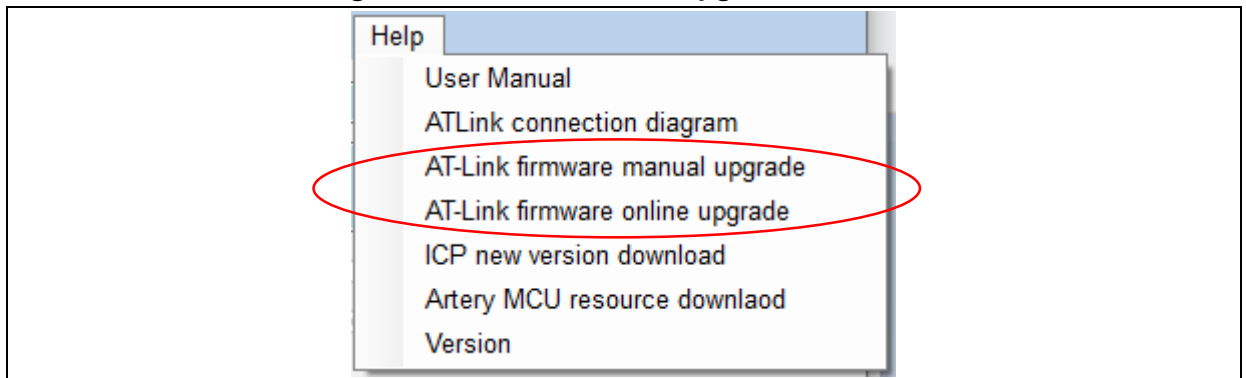 Help
User Manual
ATLink connection diagram
AT-Link firmware manual upgrade
AT-Link firmware online upgrade
ICP new version download
Artery MCU resource downlaod
Version